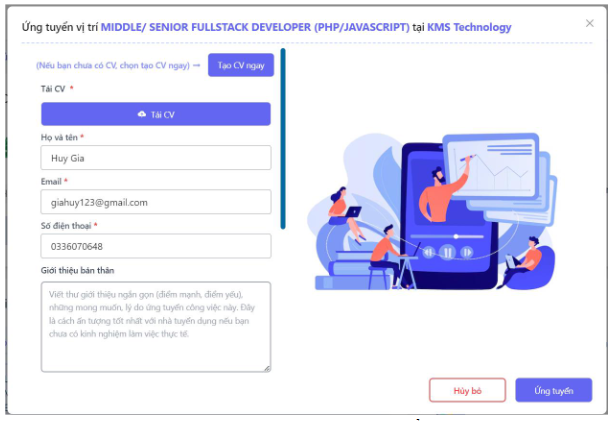 Ứng tuyển vị trí MIDDLE/ SENIOR FULLSTACK DEVELOPER (PHP/JAVASCRIPT) tại KMS Technology
(Nếu bạn chưa có CV, chọn tạo CV ngay) → Tạo CV ngay
Tải CV *
Tải CV
Họ và tên *
Huy Gia
Email *
giahuy123@gmail.com
Số điện thoại *
0336070648
Giới thiệu bản thân
Viết thư giới thiệu ngắn gọn (điểm mạnh, điểm yếu),
những mong muốn, lý do ứng tuyển công việc này. Đây
là cách ấn tượng tốt nhất với nhà tuyển dụng nếu bạn
chưa có kinh nghiệm làm việc thực tế.
Hủy bỏ
Ứng tuyển